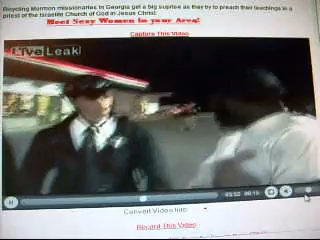 Bicycling Mormon missionaries in Georgia get a big suprise as they try to preach their teachings to a
priest of the Israelite Church of God in Jesus Christ.
Meet Sexy Women in your Area!
Capture This Video
LiveLeak
Convert Video Into:
Record This Video